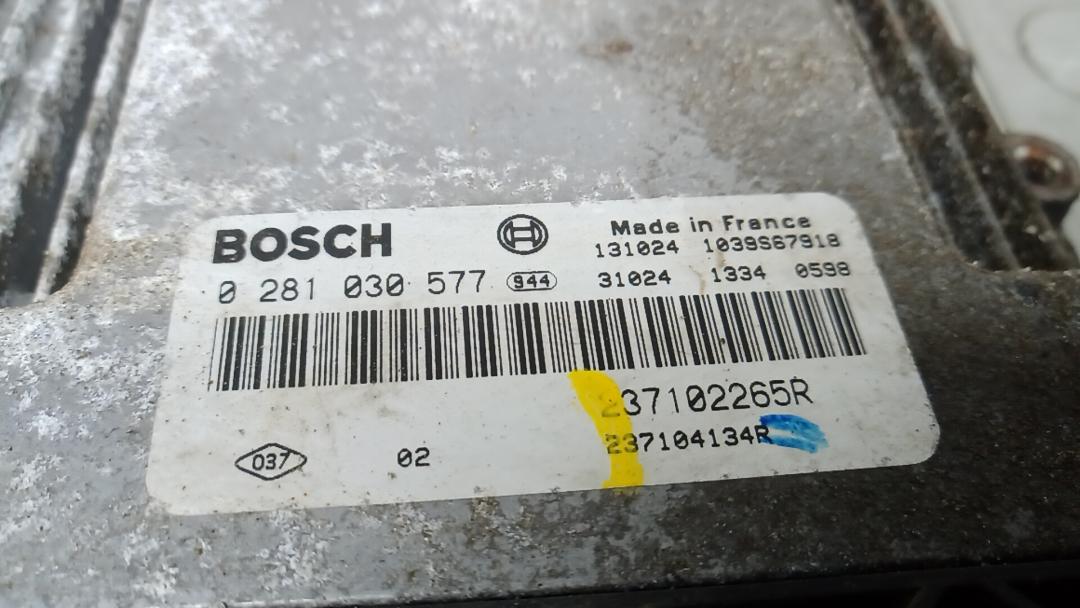 BOSCH
Made in France
131024 1039S67918
0 281 030 577 944
31024 1334 0598
237102265R
237104134R
037 02